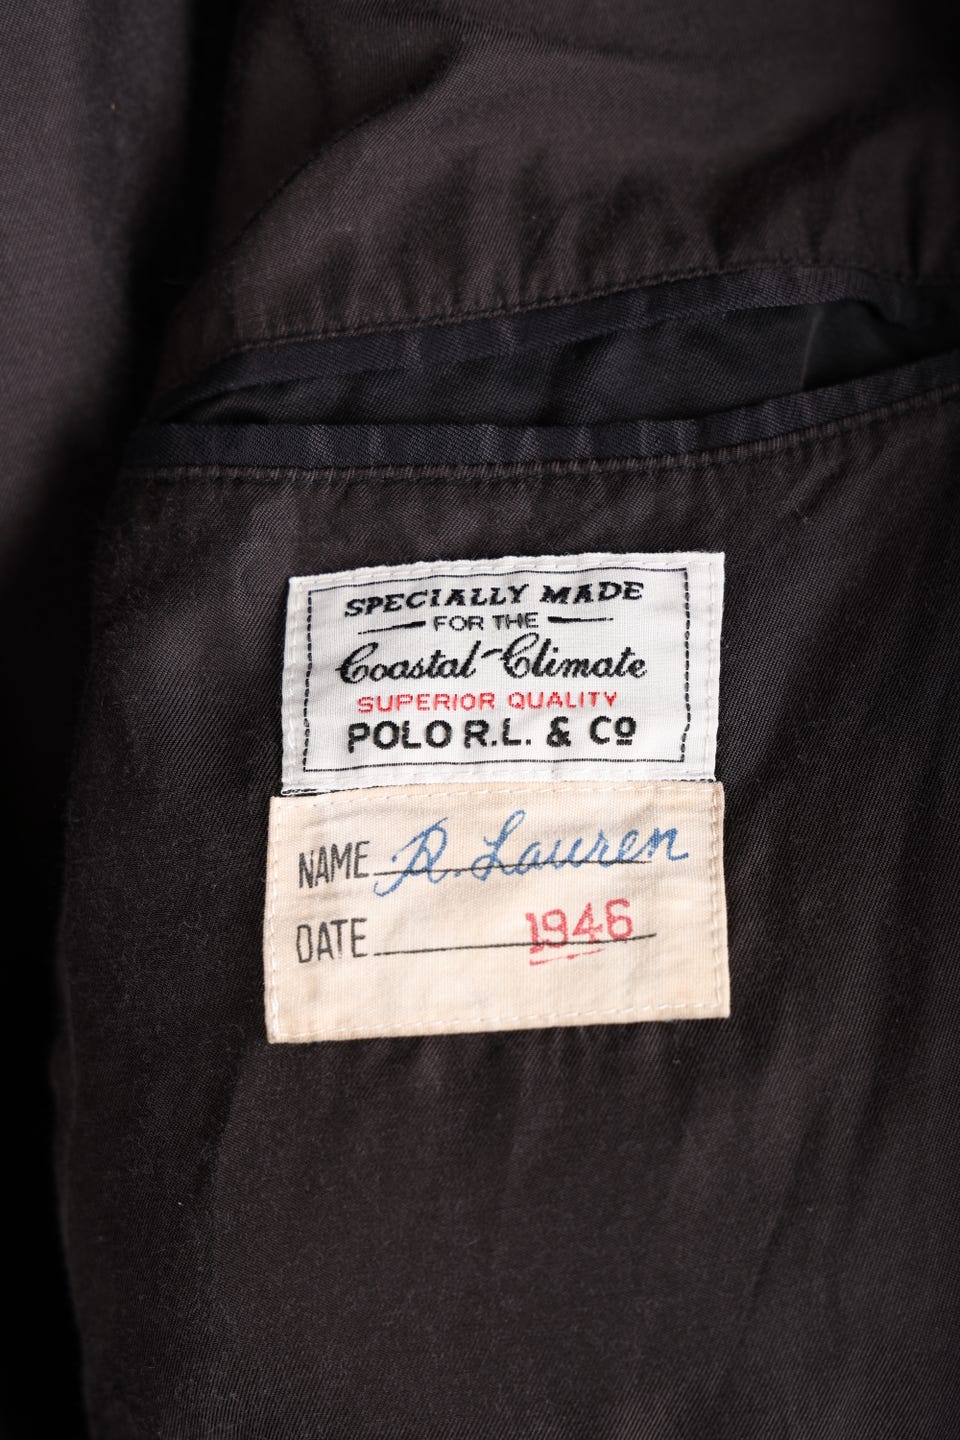 SPECIALLY MADE
FOR THE
Coastal-Climate
SUPERIOR QUALITY
POLO R.L. & Co
NAME R. Lauren
DATE 1946